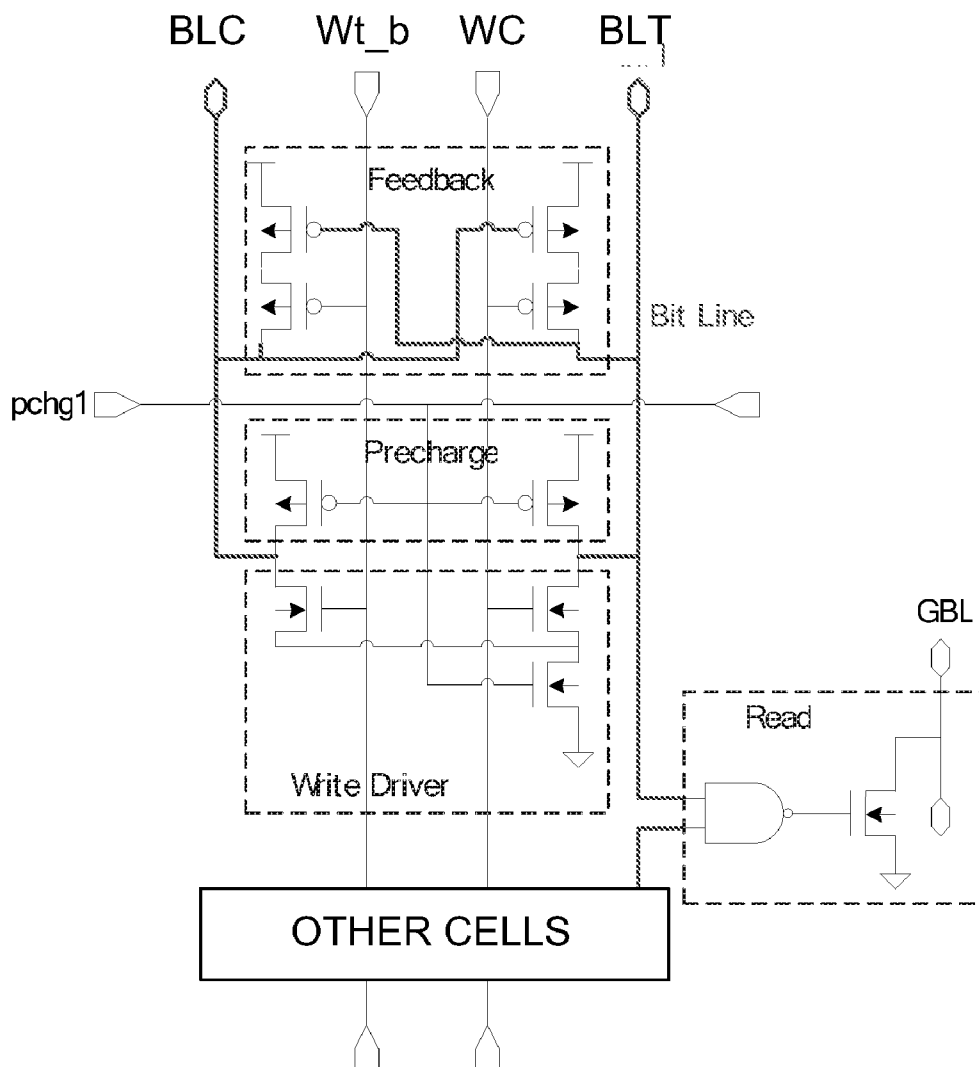 BLC Wt_b WC BLT
Feedback
Bit Line
pchg1
Precharge
GBL
Read
Write Driver
OTHER CELLS